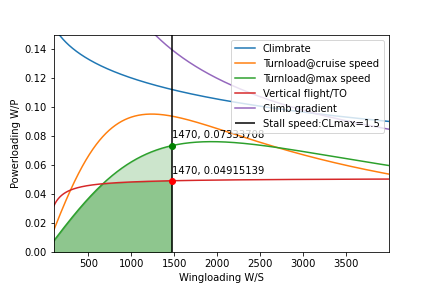 0.14
0.12
0.10
0.08
0.06
0.04
0.02
0.00
Powerloading W/P
Climbrate
Turnload@cruise speed
Turnload@max speed
Vertical flight/TO
Climb gradient
Stall speed:CLmax=1.5
1470, 0.07333768
1470, 0.04915139
500 1000 1500 2000 2500 3000 3500
Wingloading W/S